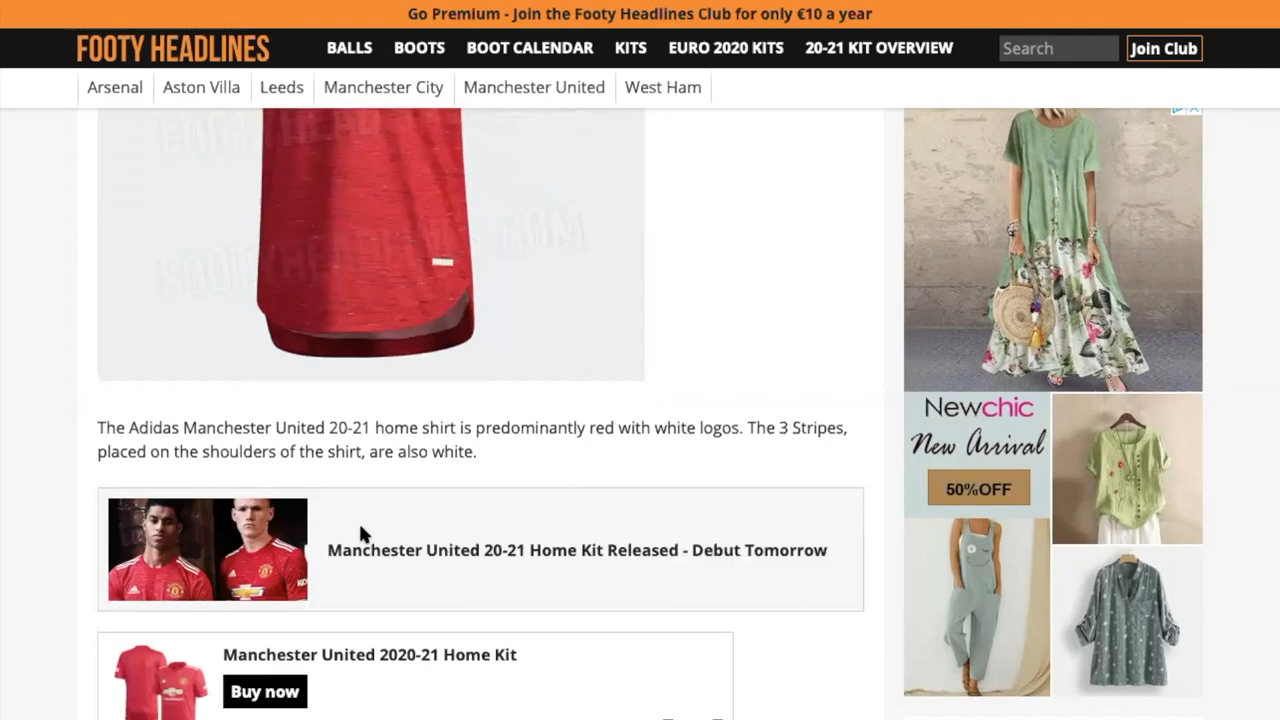 Go Premium - Join the Footy Headlines Club for only €10 a year
FOOTY HEADLINES
BALLS BOOTS BOOT CALENDAR KITS EURO 2020 KITS 20-21 KIT OVERVIEW
Search
Join Club
Arsenal Aston Villa Leeds Manchester City Manchester United West Ham
The Adidas Manchester United 20-21 home shirt is predominantly red with white logos. The 3 Stripes,
placed on the shoulders of the shirt, are also white.
Manchester United 20-21 Home Kit Released - Debut Tomorrow
Manchester United 2020-21 Home Kit
Buy now
Newchic
New Arrival
50%OFF